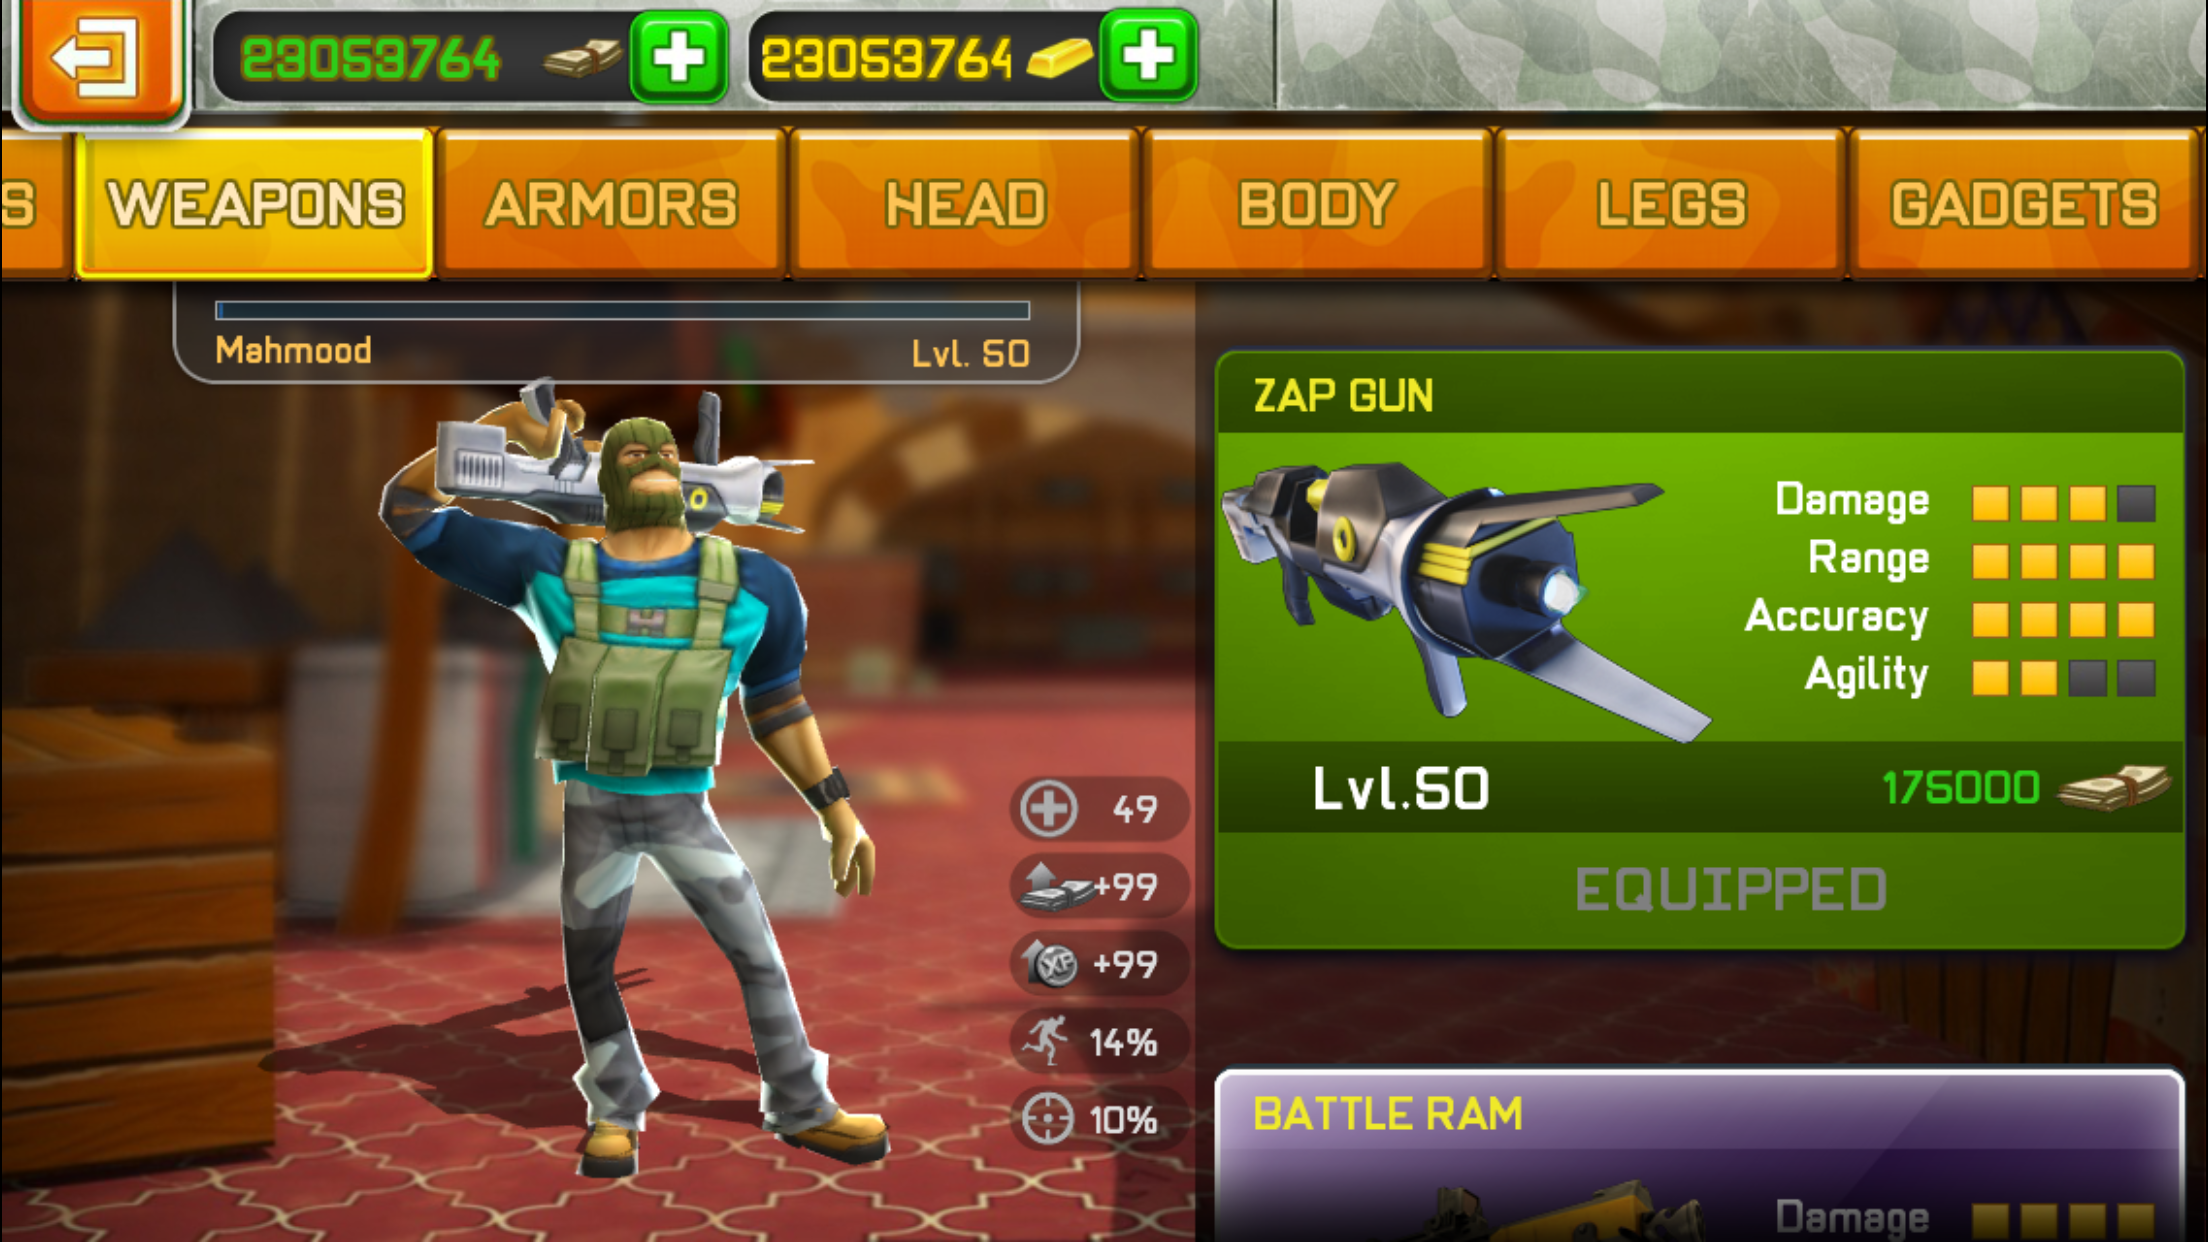 23053764
23053764
S
WEAPONS
ARMORS
HEAD
BODY
LEGS
GADGETS
Mahmood
Lvl. 50
49
+99
XP +99
14%
10%
ZAP GUN
Damage
Range
Accuracy
Agility
Lvl.50
175000
EQUIPPED
BATTLE RAM
Damage